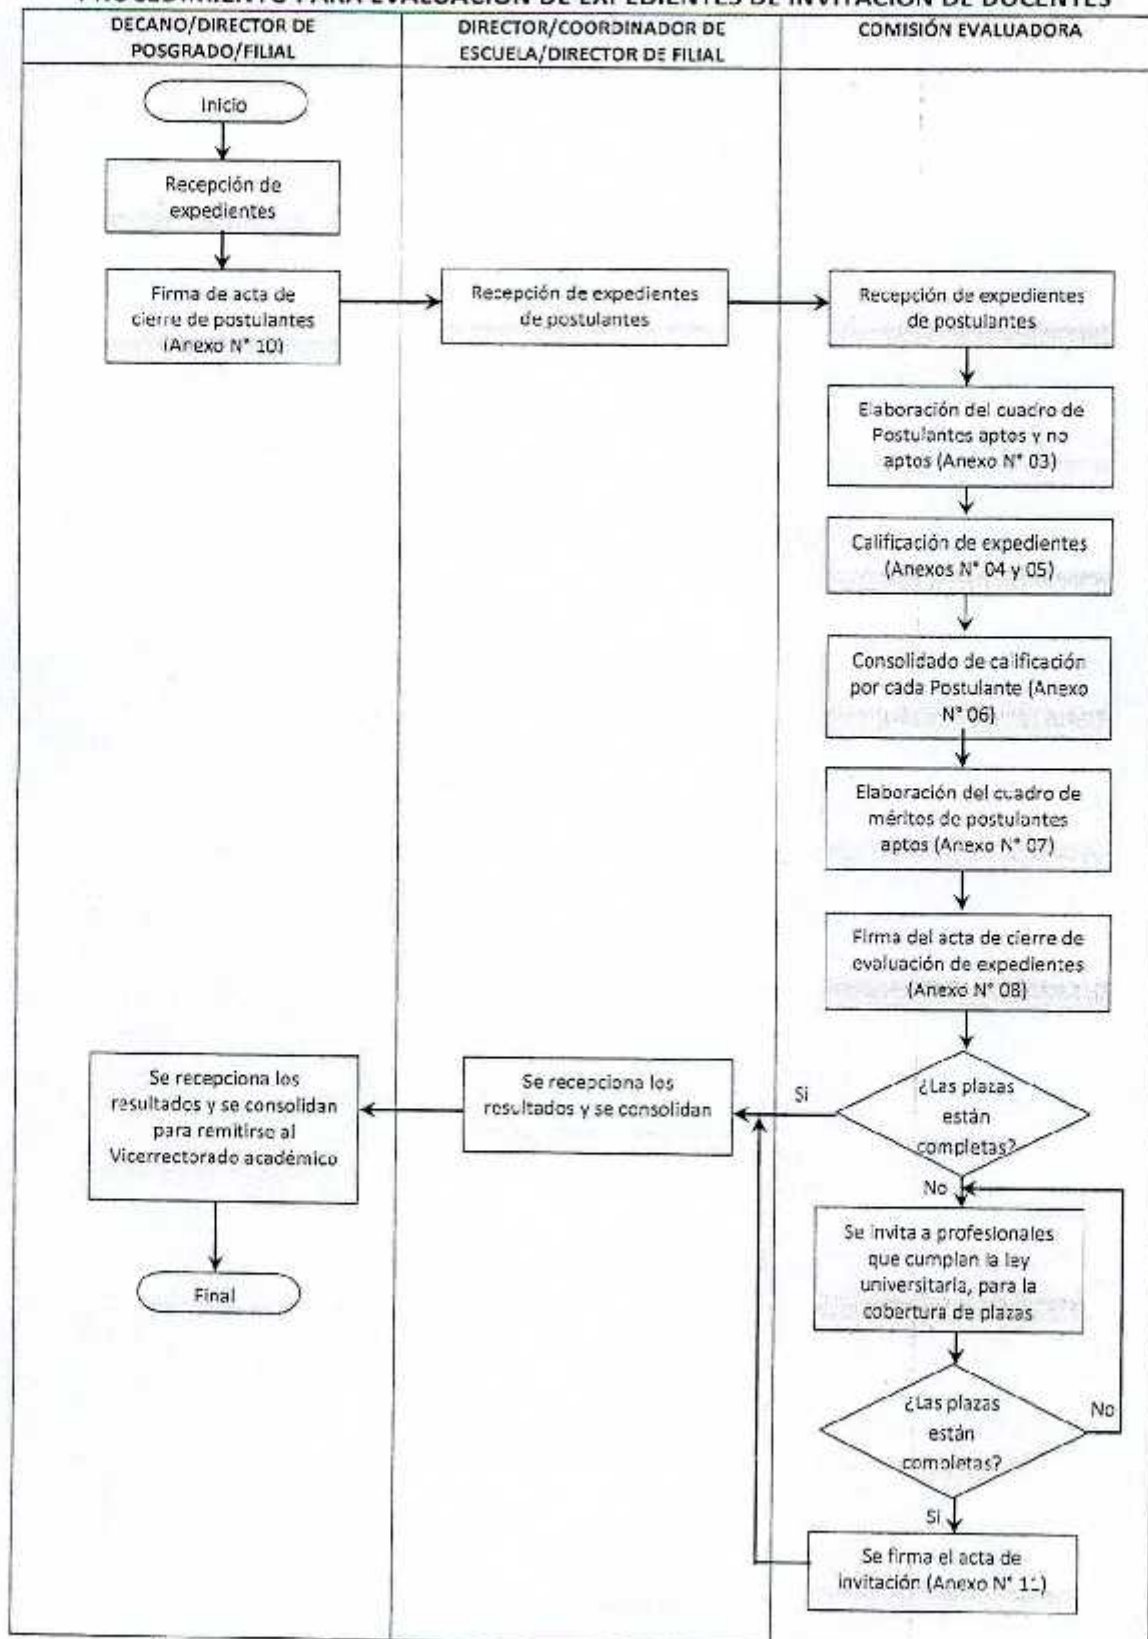 PROCEDIMIENTO PARA EVALUACIÓN DE EXPEDIENTES DE INVITACIÓN DE DOCENTES
DECANO/DIRECTOR DE
POSGRADO/FILIAL
DIRECTOR/COORDINADOR DE
ESCUELA/DIRECTOR DE FILIAL
COMISIÓN EVALUADORA
Inicio
Recepción de
expedientes
Firma de acta de
cierre de postulantes
(Anexo N° 10)
Recepción de expedientes
de postulantes
Recepción de expedientes
de postulantes
Elaboración del cuadro de
Postulantes aptos y no
aptos (Anexo N° 03)
Calificación de expedientes
(Anexos N° 04 y 05)
Consolidado de calificación
por cada Postulante (Anexo
N° 06)
Elaboración del cuadro de
méritos de postulantes
aptos (Anexo N° 07)
Firma del acta de cierre de
evaluación de expedientes
(Anexo N° 08)
¿Las plazas
están
completas?
Si
Se recepciona los
resultados y se consolidan
Se recepciona los
resultados y se consolidan
para remitirse al
Vicerrectorado académico
Final
No
Se invita a profesionales
que cumplan la ley
universitaria, para la
cobertura de plazas
¿Las plazas
están
completas?
No
Si
Se firma el acta de
invitación (Anexo N° 11)